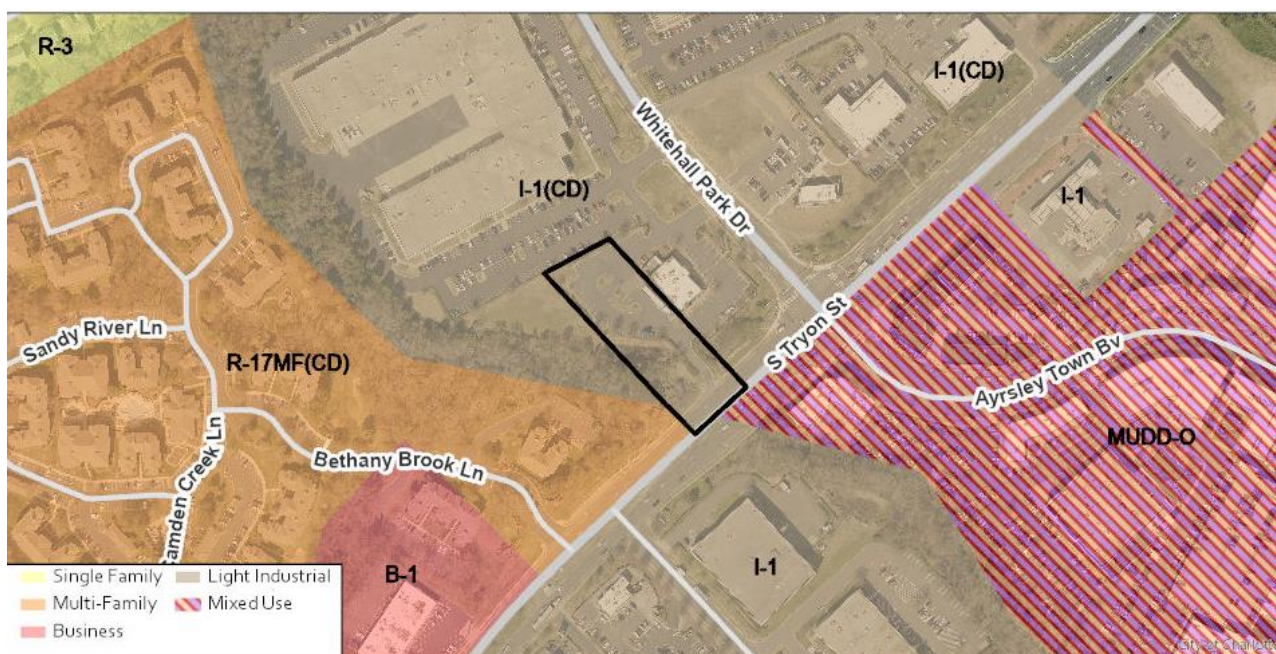 R-3
I-1(CD)
Whitehall Park Dr
I-1(CD)
I-1
S Tryon St
Sandy River Ln
R-17MF(CD)
Ayrsley Town Bv
MUDD-O
Bethany Brook Ln
Camden Creek Ln
B-1
I-1
Single Family
Light Industrial
Multi-Family
Mixed Use
Business
City of Charlotte